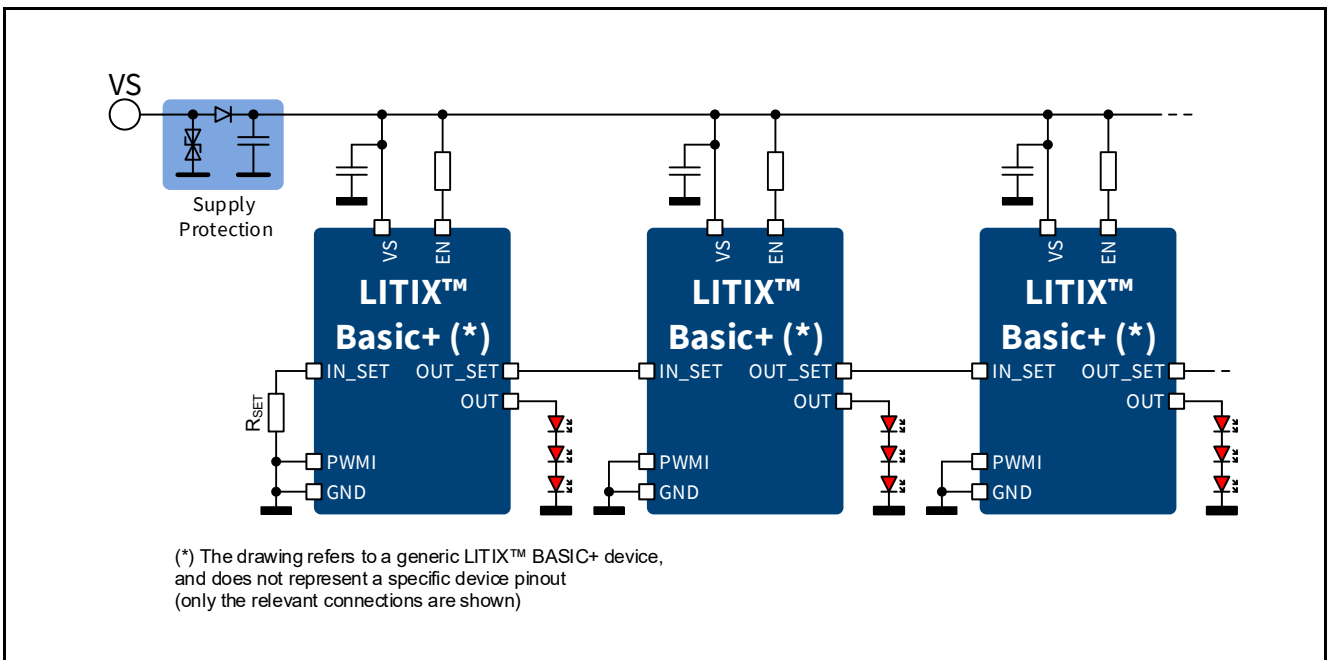 VS
Supply
Protection
VS
EN
LITIX™
Basic+ (*)
IN_SET OUT_SET
OUT
RSET
PWMI
GND
VS
EN
LITIX™
Basic+ (*)
IN_SET OUT_SET
OUT
PWMI
GND
VS
EN
LITIX™
Basic+ (*)
IN_SET OUT_SET
OUT
PWMI
GND
(*) The drawing refers to a generic LITIX™ BASIC+ device,
and does not represent a specific device pinout
(only the relevant connections are shown)